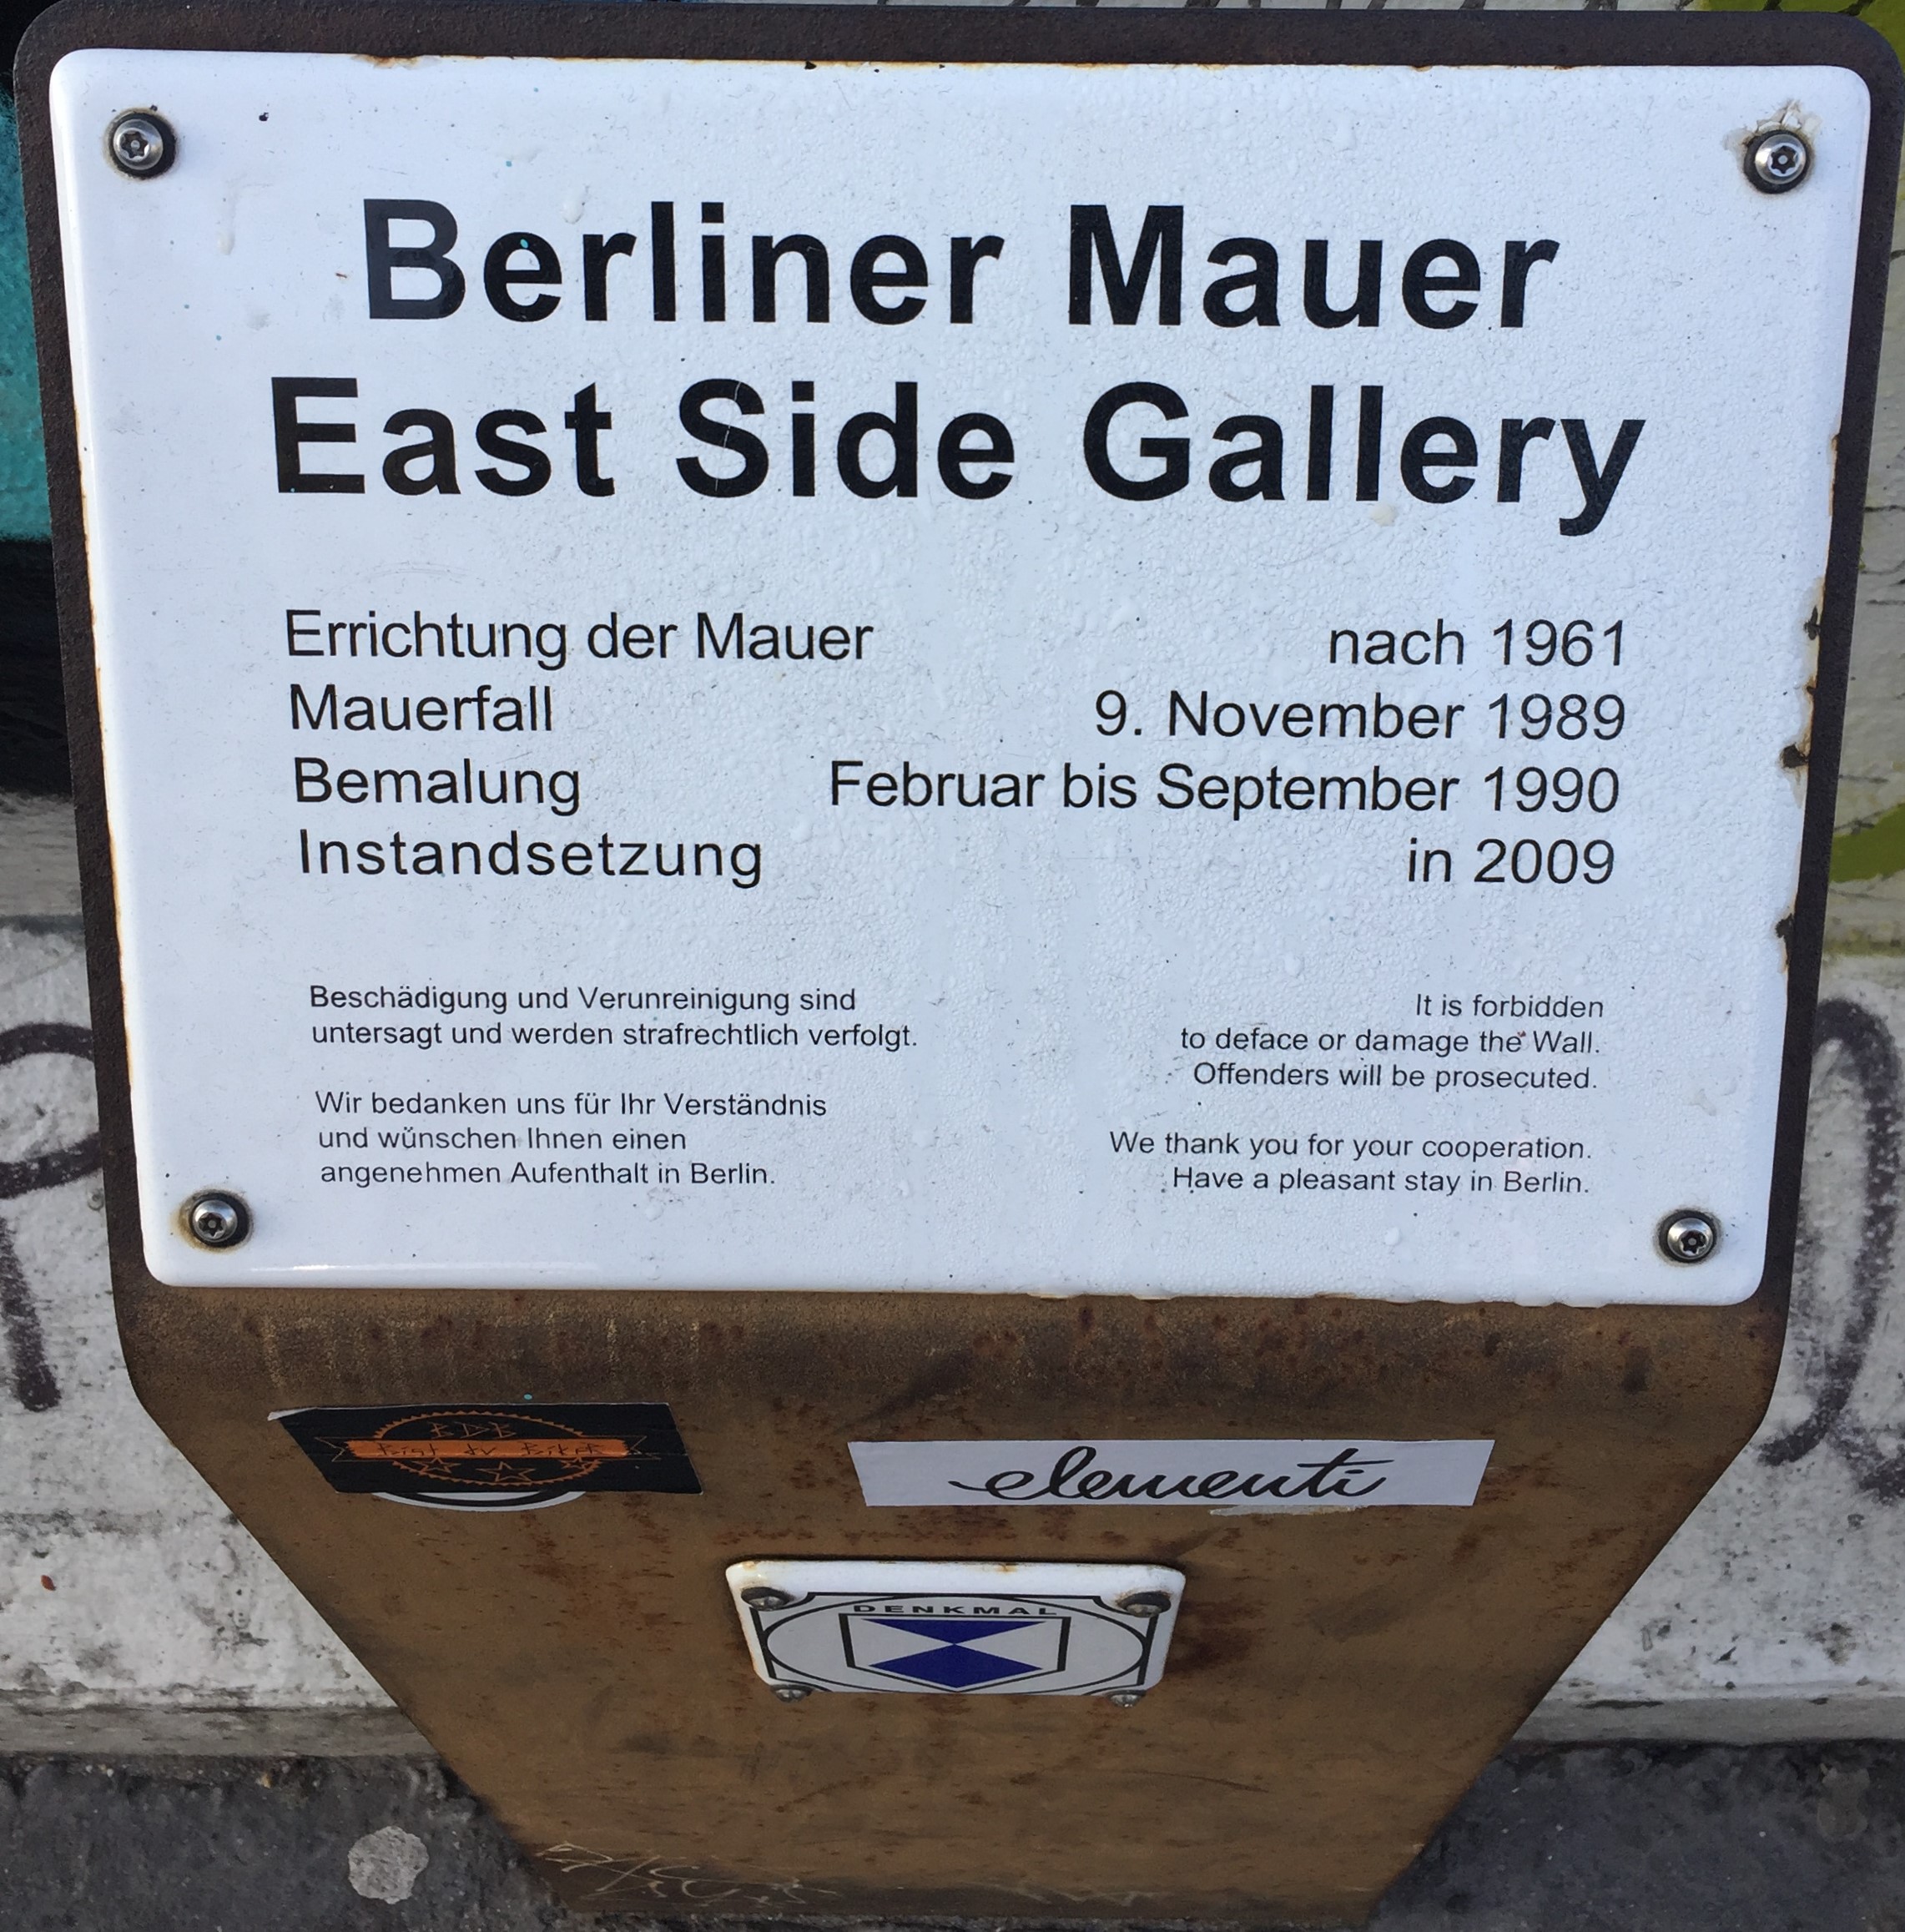 Berliner Mauer
East Side Gallery
Errichtung der Mauer nach 1961
Mauerfall 9. November 1989
Bemalung Februar bis September 1990
Instandsetzung in 2009
Beschädigung und Verunreinigung sind
untersagt und werden strafrechtlich verfolgt.
Wir bedanken uns für Ihr Verständnis
und wünschen Ihnen einen
angenehmen Aufenthalt in Berlin.
It is forbidden
to deface or damage the Wall.
Offenders will be prosecuted.
We thank you for your cooperation.
Have a pleasant stay in Berlin.
elementi
DENKMAL